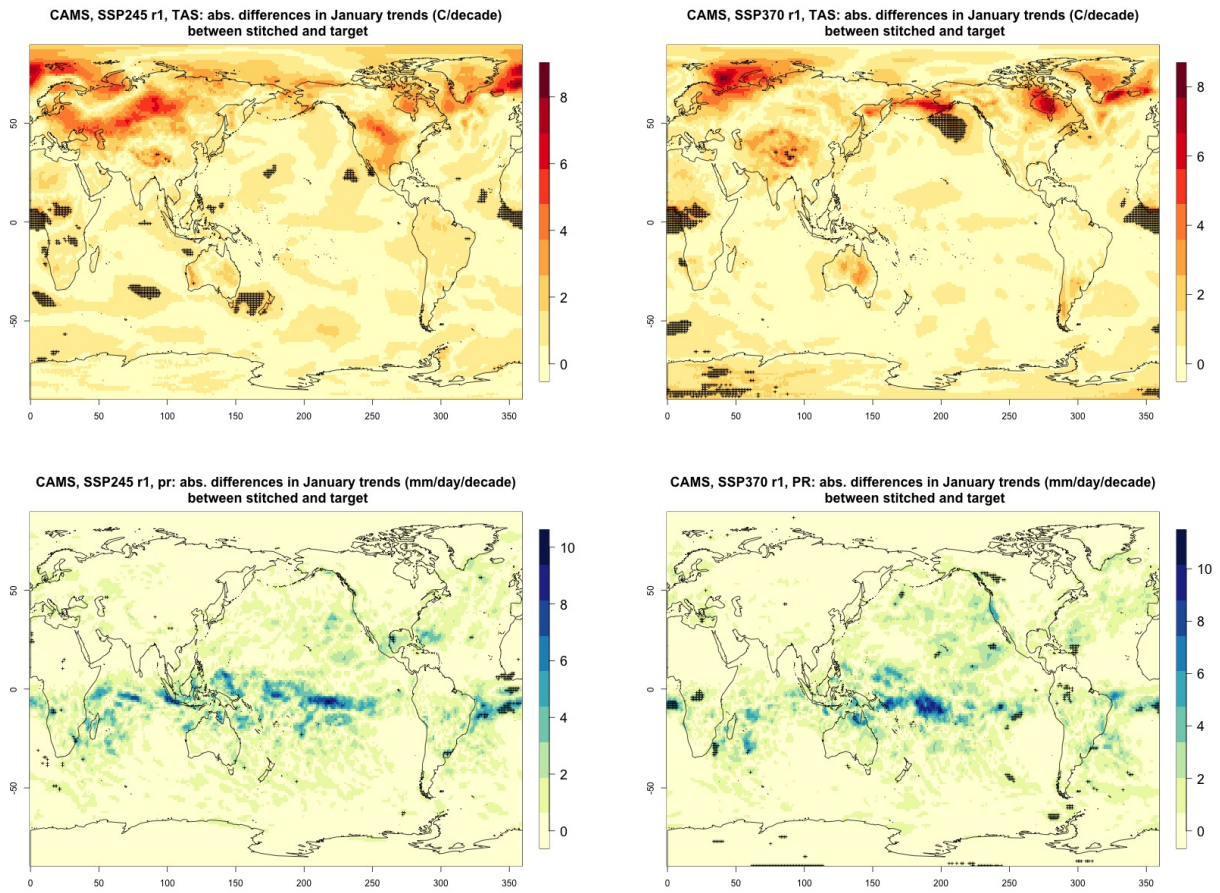 CAMS, SSP245 r1, TAS: abs. differences in January trends (C/decade)
between stitched and target
8
6
4
2
0
50
0
-50
0 50 100 150 200 250 300 350
CAMS, SSP370 r1, TAS: abs. differences in January trends (C/decade)
between stitched and target
8
6
4
2
0
50
0
-50
0 50 100 150 200 250 300 350
CAMS, SSP245 r1, pr: abs. differences in January trends (mm/day/decade)
between stitched and target
10
8
6
4
2
0
50
0
-50
0 50 100 150 200 250 300 350
CAMS, SSP370 r1, PR: abs. differences in January trends (mm/day/decade)
between stitched and target
10
8
6
4
2
0
50
0
-50
0 50 100 150 200 250 300 350